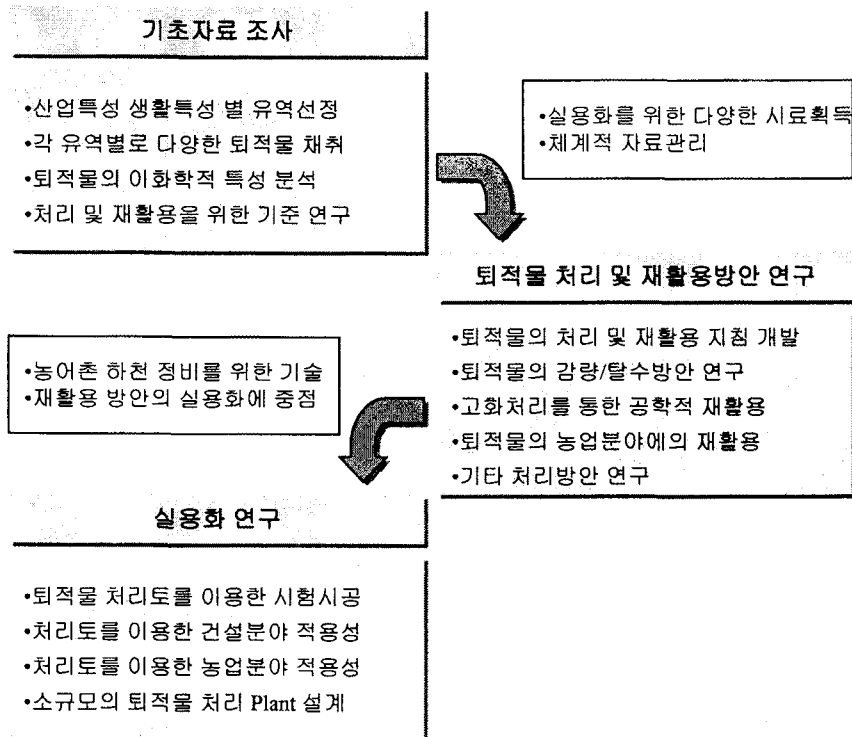 기초자료 조사
•산업특성 생활특성 별 유역선정
•각 유역별로 다양한 퇴적물 채취
•퇴적물의 이화학적 특성 분석
•처리 및 재활용을 위한 기준 연구
•실용화를 위한 다양한 시료획득
•체계적 자료관리
퇴적물 처리 및 재활용방안 연구
•퇴적물의 처리 및 재활용 지침 개발
•퇴적물의 감량/탈수방안 연구
•고화처리를 통한 공학적 재활용
•퇴적물의 농업분야에의 재활용
•기타 처리방안 연구
•농어촌 하천 정비를 위한 기술
•재활용 방안의 실용화에 중점
실용화 연구
•퇴적물 처리토를 이용한 시험시공
•처리토를 이용한 건설분야 적용성
•처리토를 이용한 농업분야 적용성
•소규모의 퇴적물 처리 Plant 설계